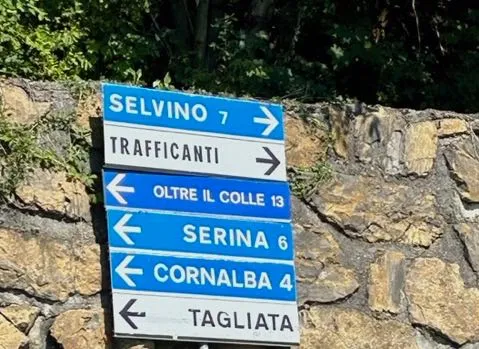 SELVINO 7
TRAFFICANTI
OLTRE IL COLLE 13
SERINA 6
CORNALBA 4
TAGLIATA